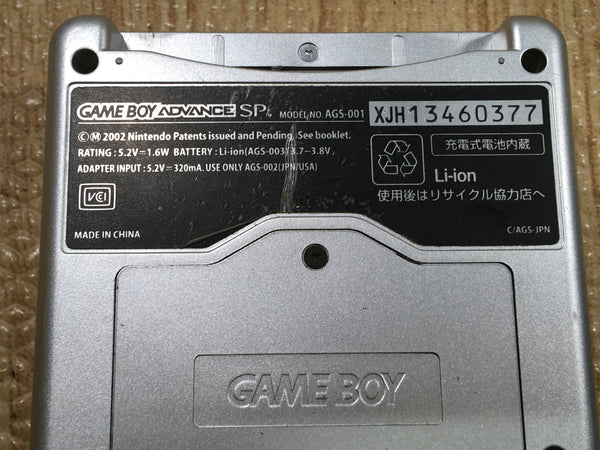 GAME BOY ADVANCE SP™ MODEL NO. AGS-001 XJH13460377
©Ⓜ 2002 Nintendo Patents issued and Pending. See booklet.
RATING : 5.2V⎓1.6W BATTERY : Li-ion(AGS-003) 3.7~3.8V,
ADAPTER INPUT : 5.2V⎓320mA. USE ONLY AGS-002(JPN/USA)
充電式電池内蔵
Li-ion
使用後はリサイクル協力店へ
VCI
MADE IN CHINA
C/AGS-JPN
GAME BOY